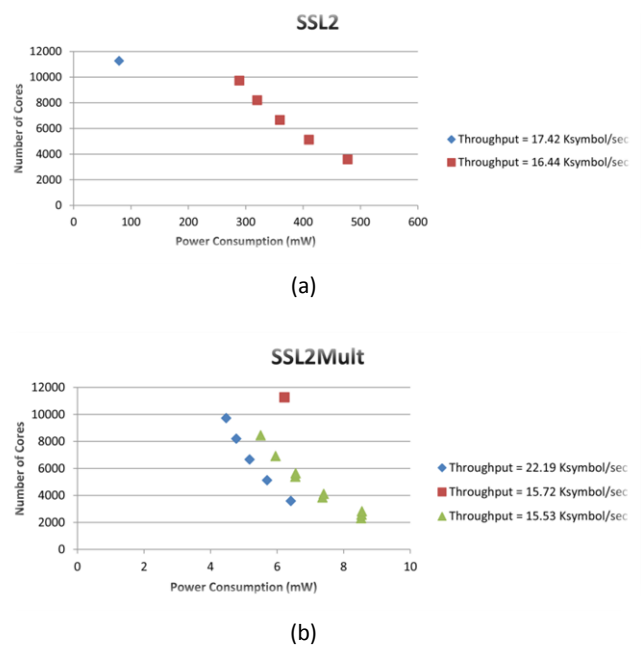 SSL2
12000
10000
8000
6000
4000
2000
0
Number of Cores
0 100 200 300 400 500 600
Power Consumption (mW)
Throughput = 17.42 Ksymbol/sec
Throughput = 16.44 Ksymbol/sec
(a)
SSL2Mult
12000
10000
8000
6000
4000
2000
0
Number of Cores
0 2 4 6 8 10
Power Consumption (mW)
Throughput = 22.19 Ksymbol/sec
Throughput = 15.72 Ksymbol/sec
Throughput = 15.53 Ksymbol/sec
(b)